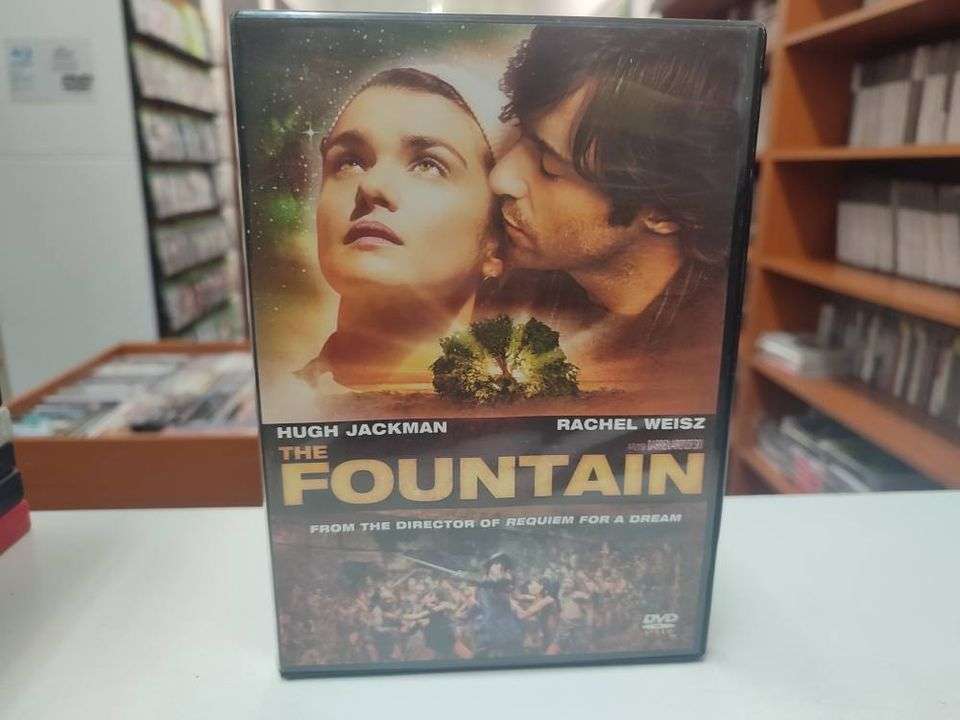 HUGH JACKMAN
RACHEL WEISZ
THE
FOUNTAIN
FROM THE DIRECTOR OF REQUIEM FOR A DREAM
DVD